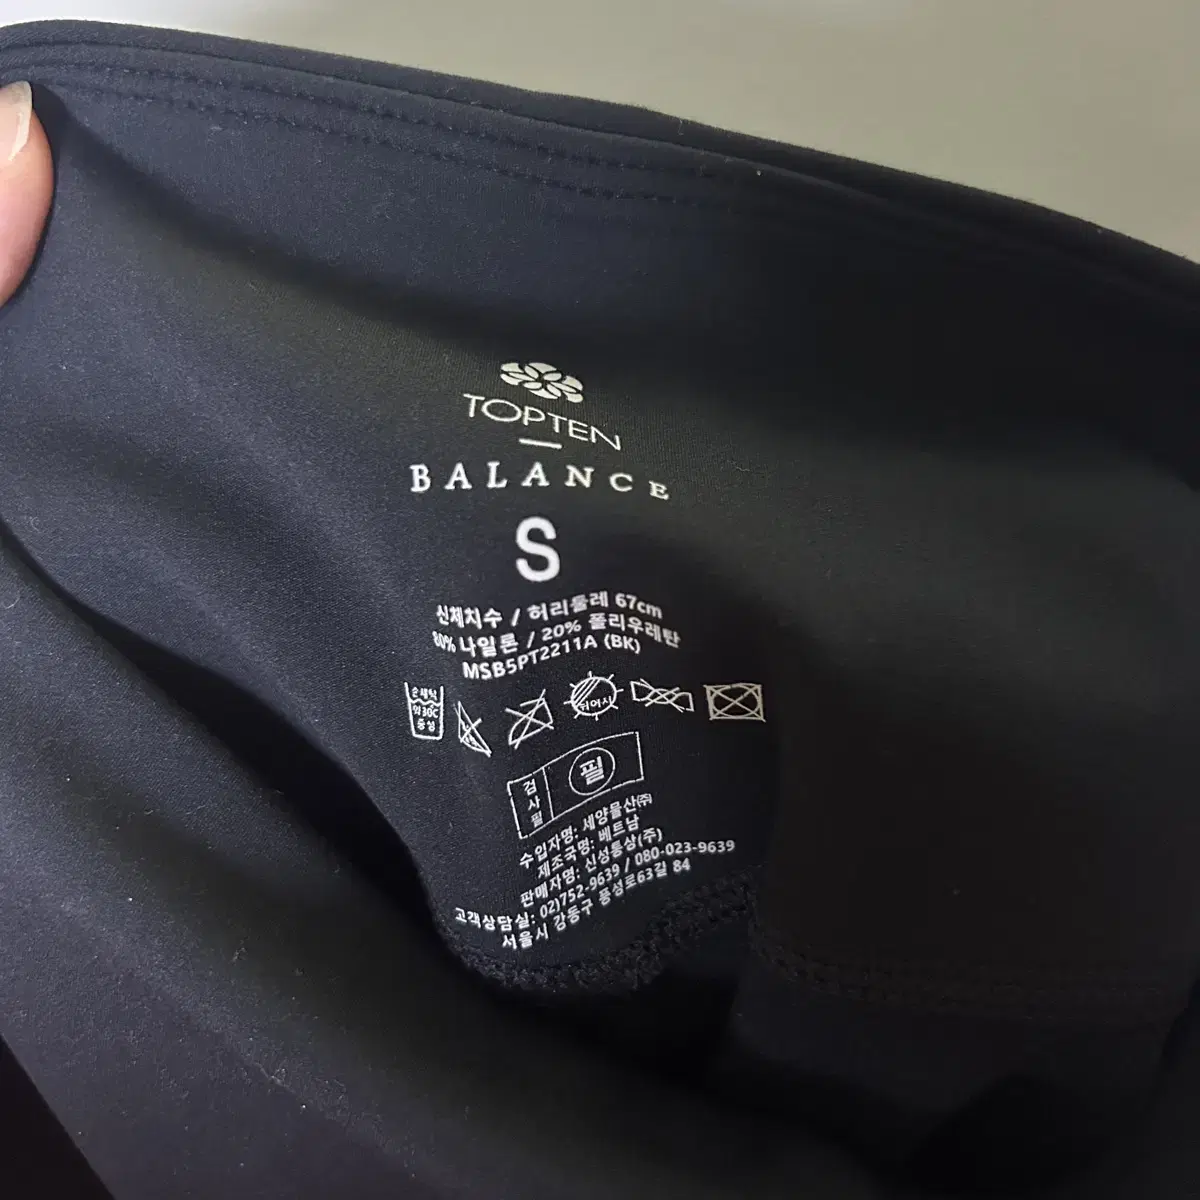 TOPTEN
BALANCE
S
신체치수 / 허리둘레 67cm
80% 나일론 / 20% 폴리우레탄
MSB5PT2211A (BK)
손세탁
약30℃
중성
뉘어서
검사필
필
수입자명: 세양물산㈜
제조국명: 베트남
판매자명: 신성통상(주)
고객상담실: 02)752-9639 / 080-023-9639
서울시 강동구 풍성로63길 84